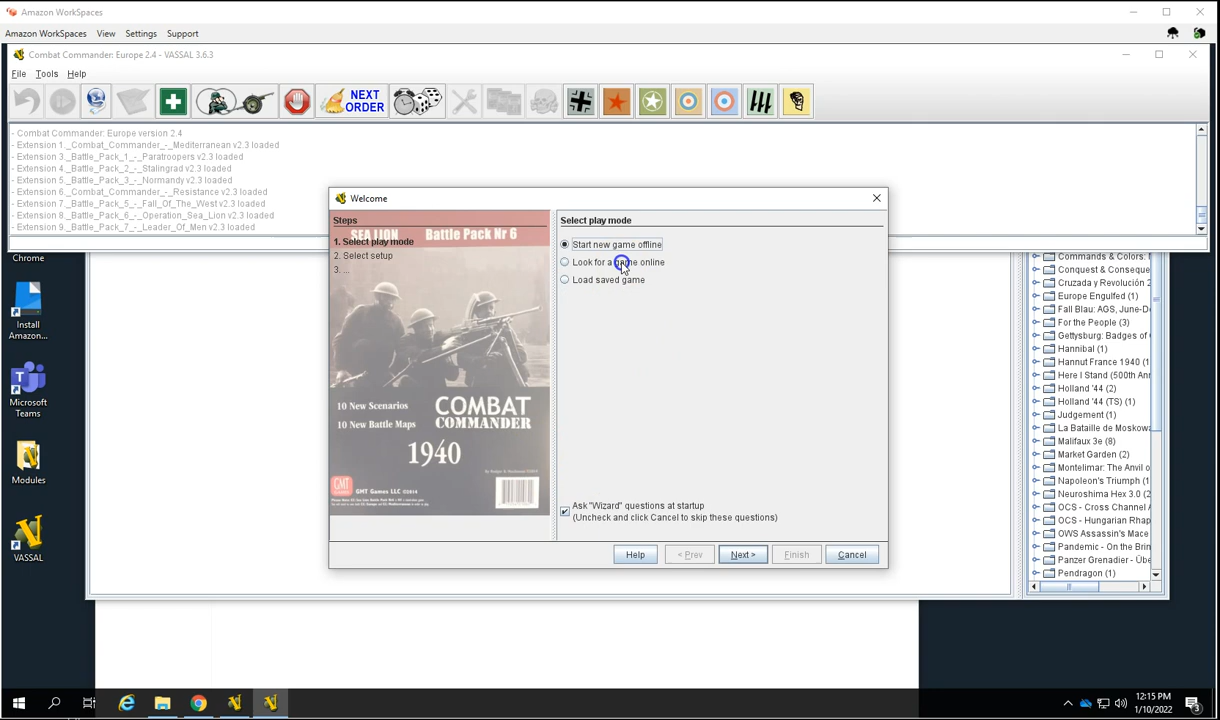 Amazon WorkSpaces
Amazon WorkSpaces View Settings Support
Combat Commander: Europe 2.4 - VASSAL 3.6.3
File Tools Help
NEXT
ORDER
- Combat Commander: Europe version 2.4
- Extension 1._Combat_Commander_-_Mediterranean v2.3 loaded
- Extension 3._Battle_Pack_1_-_Paratroopers v2.3 loaded
- Extension 4._Battle_Pack_2_-_Stalingrad v2.3 loaded
- Extension 5._Battle_Pack_3_-_Normandy v2.3 loaded
- Extension 6._Combat_Commander_-_Resistance v2.3 loaded
- Extension 7._Battle_Pack_5_-_Fall_Of_The_West v2.3 loaded
- Extension 8._Battle_Pack_6_-_Operation_Sea_Lion v2.3 loaded
- Extension 9._Battle_Pack_7_-_Leader_Of_Men v2.3 loaded
Welcome
Steps
SEA LION Battle Pack Nr 6
1. Select play mode
2. Select setup
3. ...
10 New Scenarios
10 New Battle Maps
COMBAT
COMMANDER
1940
GMT Games LLC ©2014
Select play mode
Start new game offline
Look for a game online
Load saved game
Ask "Wizard" questions at startup
(Uncheck and click Cancel to skip these questions)
Help < Prev Next > Finish Cancel
Chrome
Install
Amazon...
Microsoft
Teams
Modules
VASSAL
Commands & Colors:
Conquest & Conseque
Cruzada y Revolución 2
Europe Engulfed (1)
Fall Blau: AGS, June-D
For the People (3)
Gettysburg: Badges of
Hannibal (1)
Hannut France 1940 (1
Here I Stand (500th An
Holland '44 (2)
Holland '44 (TS) (1)
Judgement (1)
La Bataille de Moskow
Malifaux 3e (8)
Market Garden (2)
Montelimar: The Anvil o
Napoleon's Triumph (1
Neuroshima Hex 3.0 (2
OCS - Cross Channel
OCS - Hungarian Rhap
OWS Assassin's Mace
Pandemic - On the Brin
Panzer Grenadier - Übe
Pendragon (1)
12:15 PM
1/10/2022
3